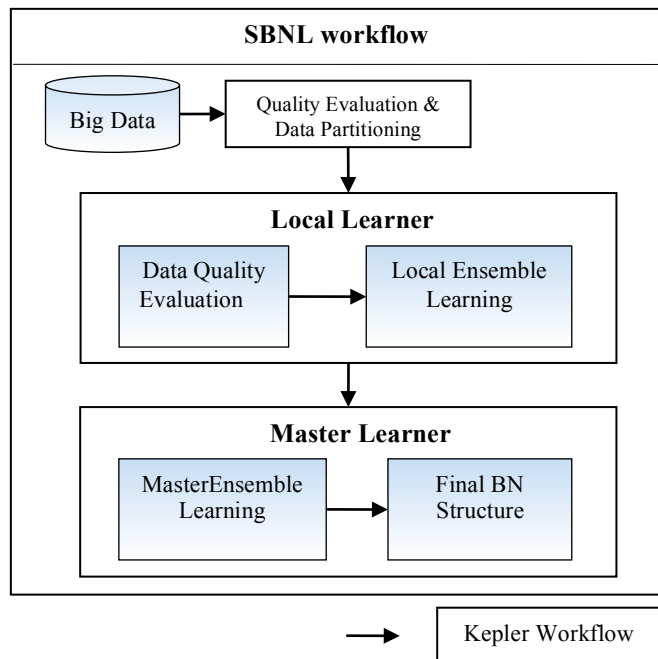 SBNL workflow
Big Data
Quality Evaluation &
Data Partitioning
Local Learner
Data Quality
Evaluation
Local Ensemble
Learning
Master Learner
MasterEnsemble
Learning
Final BN
Structure
Kepler Workflow